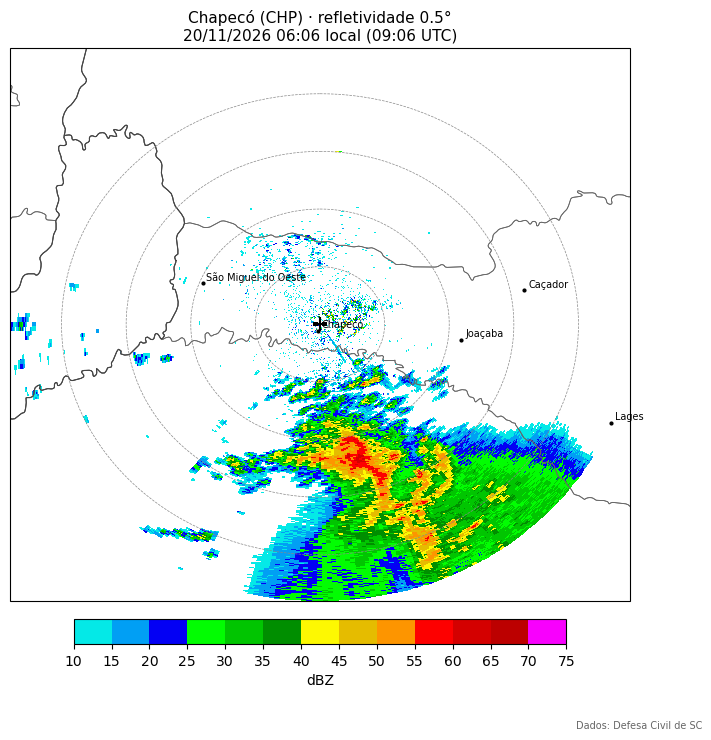 Chapecó (CHP) · refletividade 0.5°
20/11/2026 06:06 local (09:06 UTC)
São Miguel do Oeste
Caçador
Chapecó
Joaçaba
Lages
10 15 20 25 30 35 40 45 50 55 60 65 70 75
dBZ
Dados: Defesa Civil de SC